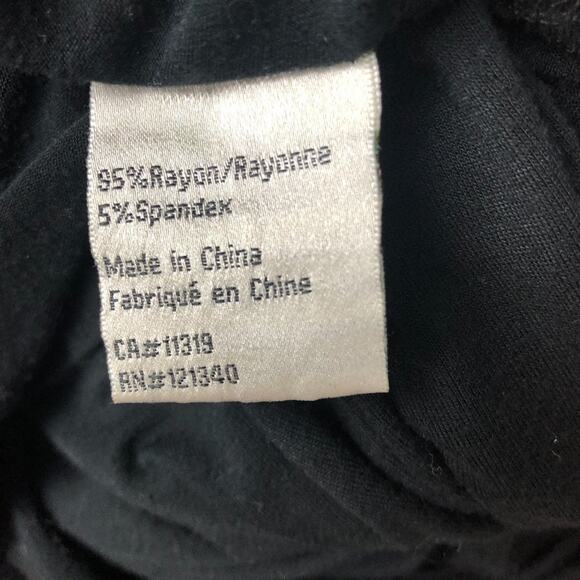 95%Rayon/Rayonne
5%Spandex
Made in China
Fabriqué en Chine
CA#11319
RN#121340